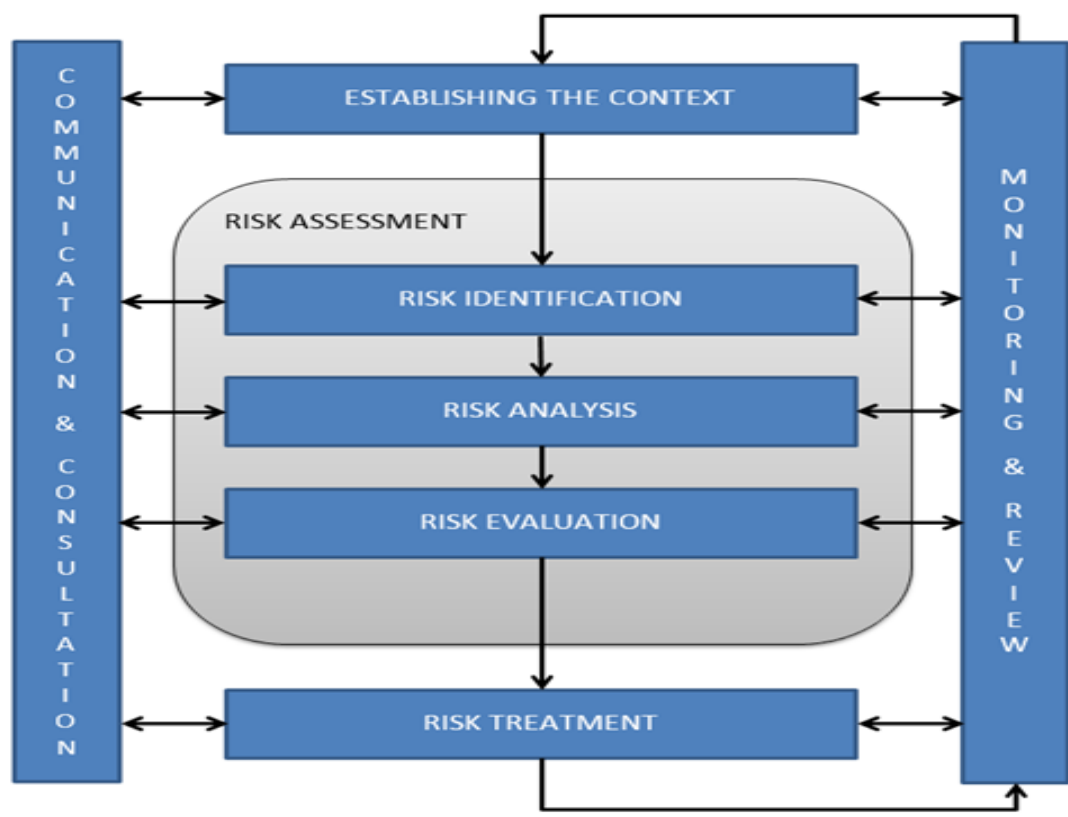 COMMUNICATION & CONSULTATION
ESTABLISHING THE CONTEXT
RISK ASSESSMENT
RISK IDENTIFICATION
RISK ANALYSIS
RISK EVALUATION
RISK TREATMENT
MONITORING & REVIEW